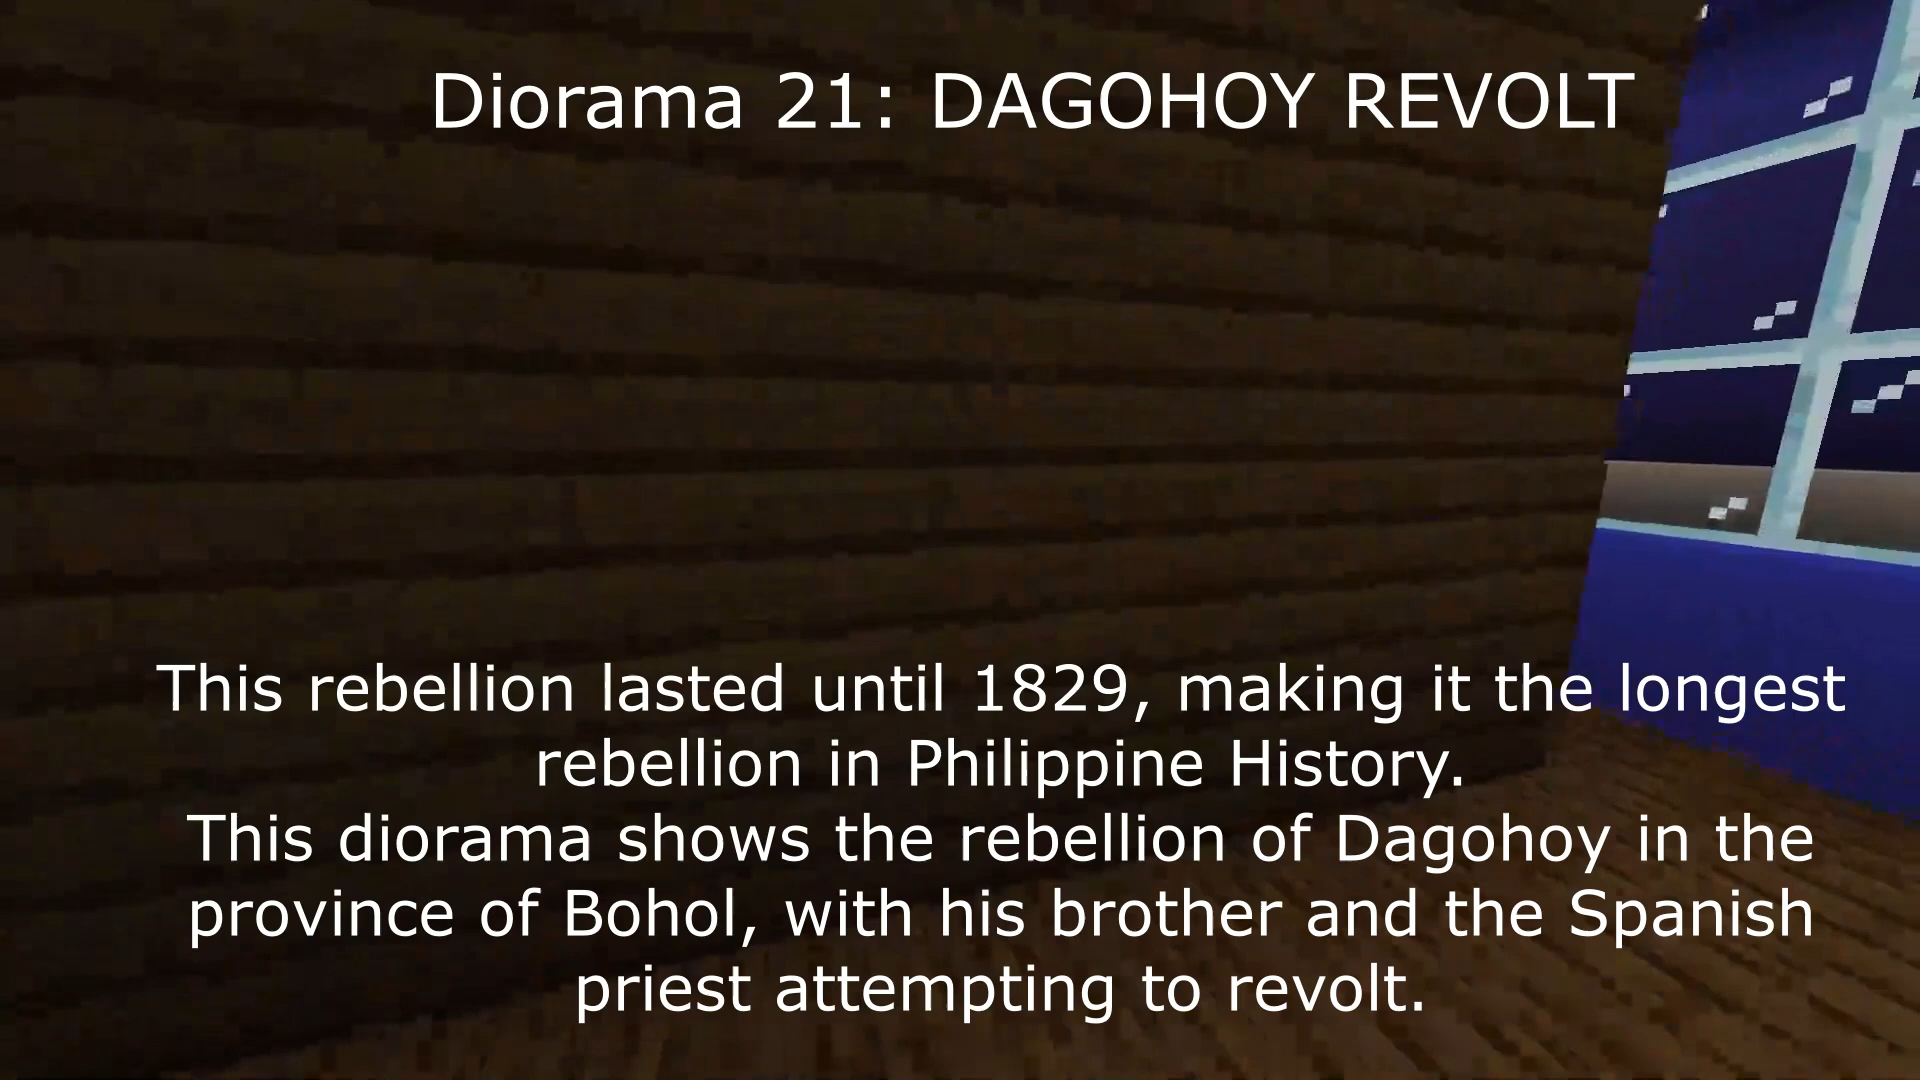 Diorama 21: DAGOHOY REVOLT
This rebellion lasted until 1829, making it the longest
rebellion in Philippine History.
This diorama shows the rebellion of Dagohoy in the
province of Bohol, with his brother and the Spanish
priest attempting to revolt.